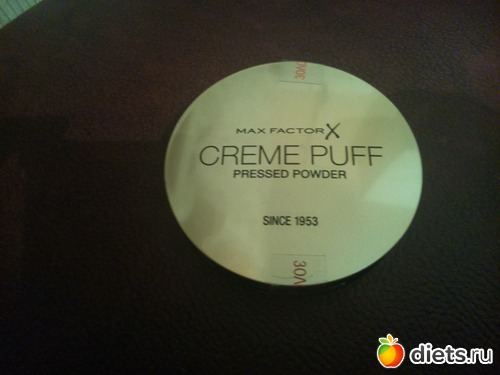 MAX FACTOR X
CREME PUFF
PRESSED POWDER
SINCE 1953
diets.ru